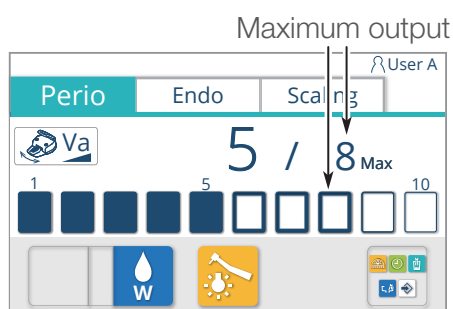 Maximum output
User A
Perio Endo Scaling
Va 5 / 8 Max
1 5 10
W